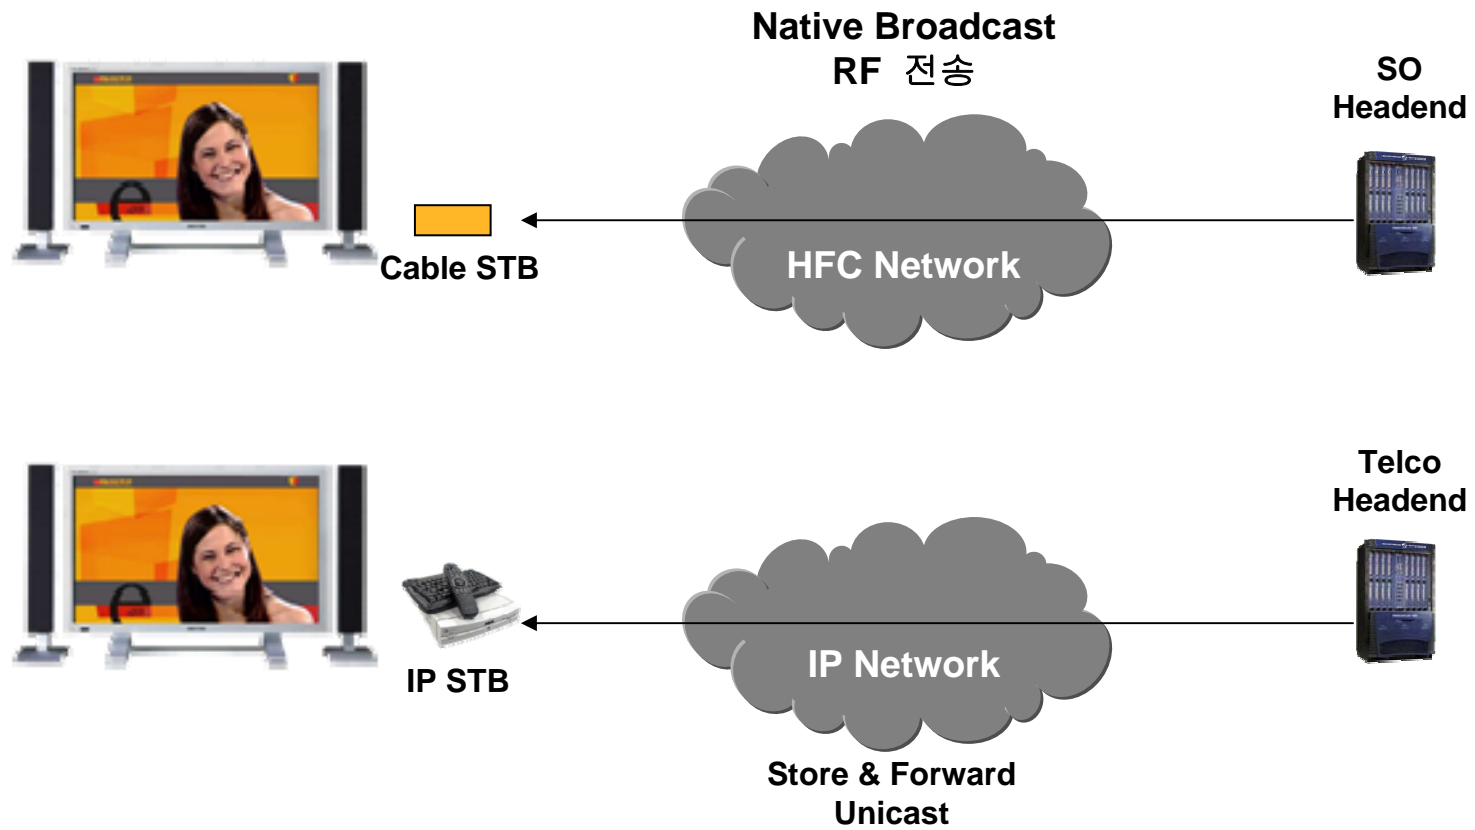 Native Broadcast
RF 전송
SO
Headend
HFC Network
Cable STB
Telco
Headend
IP Network
IP STB
Store & Forward
Unicast